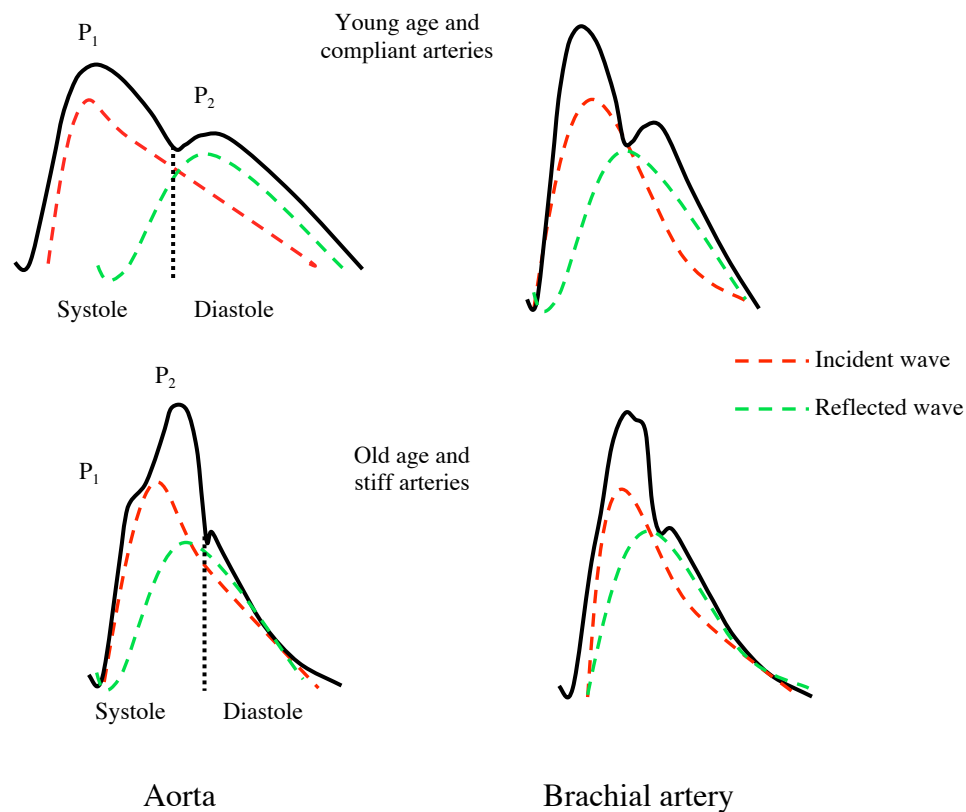 Young age and
compliant arteries
P1
P2
Systole
Diastole
Incident wave
Reflected wave
P2
P1
Old age and
stiff arteries
Systole
Diastole
Aorta
Brachial artery